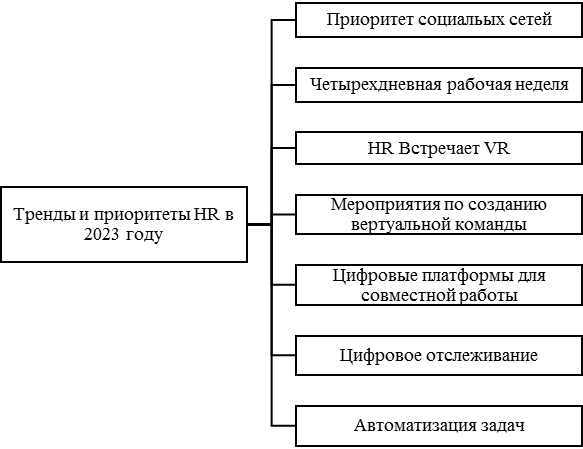 Приоритет социальых сетей
Четырехдневная рабочая неделя
HR Встречает VR
Тренды и приоритеты HR в
2023 году
Мероприятия по созданию
вертуальной команды
Цифровые платформы для
совместной работы
Цифровое отслеживание
Автоматизация задач